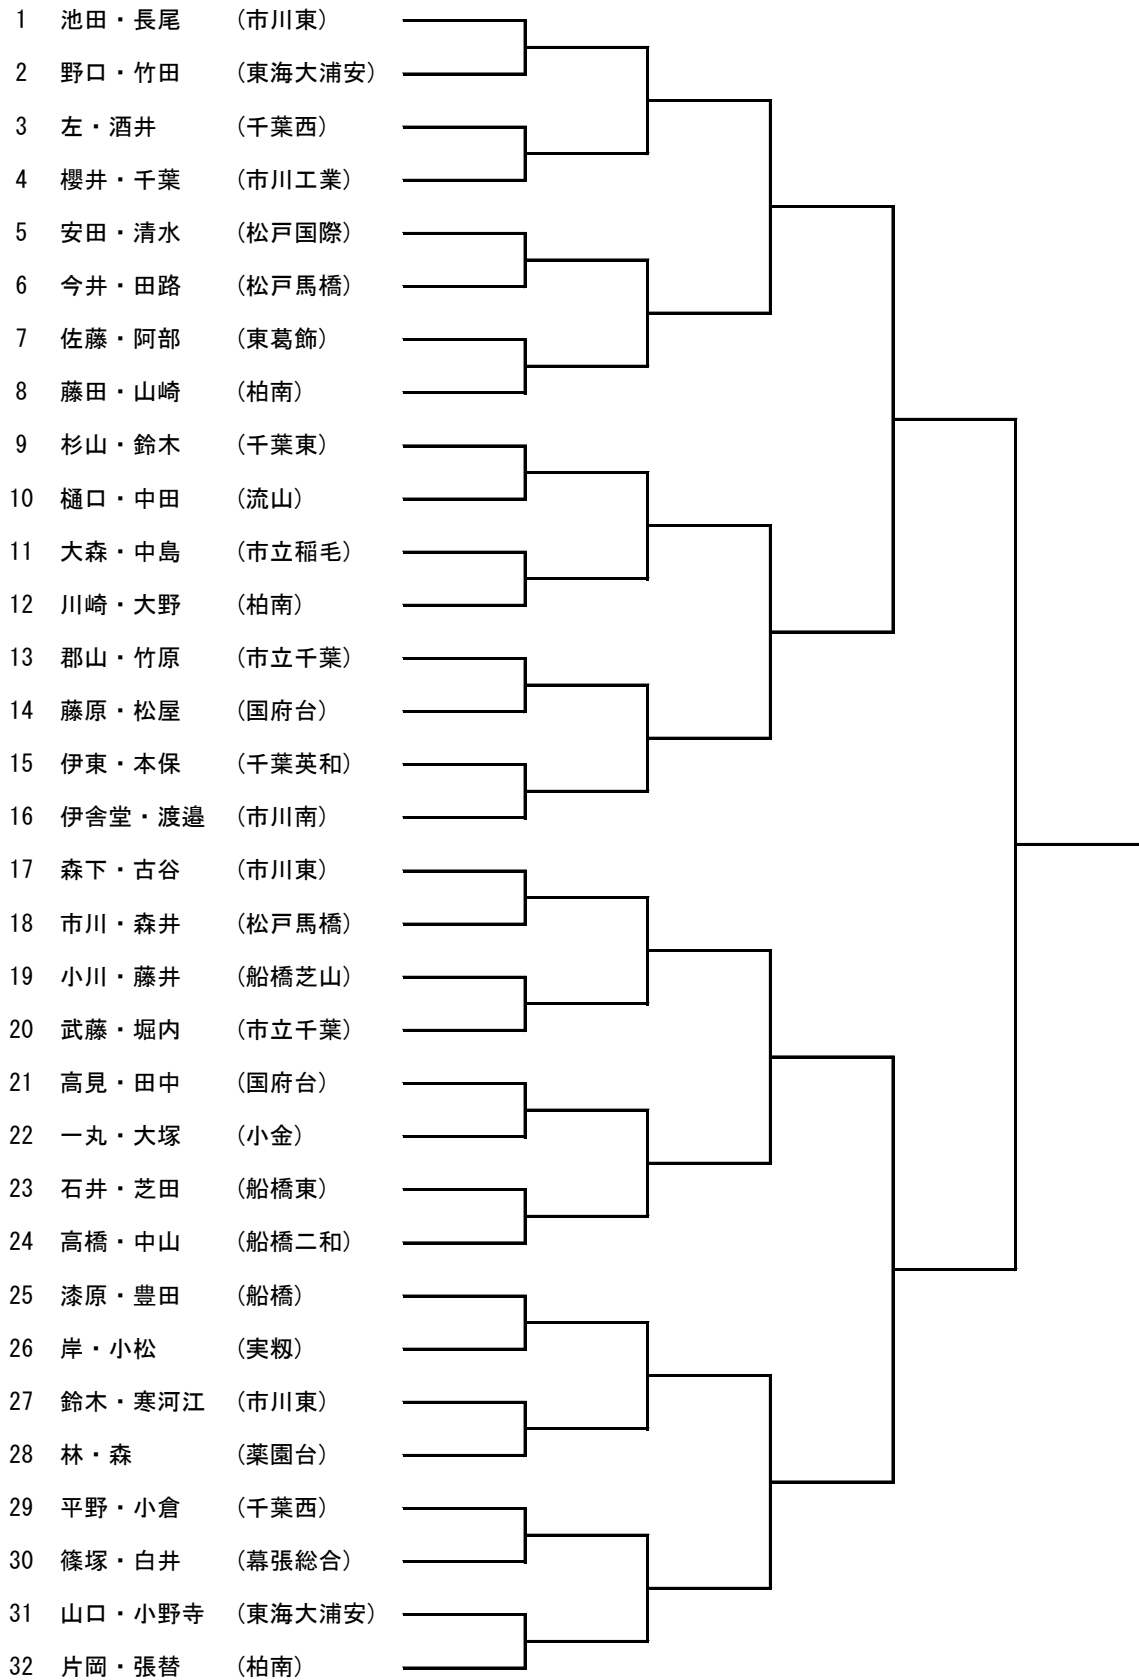 1 池田・長尾 (市川東)
2 野口・竹田 (東海大浦安)
3 左・酒井 (千葉西)
4 櫻井・千葉 (市川工業)
5 安田・清水 (松戸国際)
6 今井・田路 (松戸馬橋)
7 佐藤・阿部 (東葛飾)
8 藤田・山崎 (柏南)
9 杉山・鈴木 (千葉東)
10 樋口・中田 (流山)
11 大森・中島 (市立稲毛)
12 川崎・大野 (柏南)
13 郡山・竹原 (市立千葉)
14 藤原・松屋 (国府台)
15 伊東・本保 (千葉英和)
16 伊舎堂・渡邉 (市川南)
17 森下・古谷 (市川東)
18 市川・森井 (松戸馬橋)
19 小川・藤井 (船橋芝山)
20 武藤・堀内 (市立千葉)
21 高見・田中 (国府台)
22 一丸・大塚 (小金)
23 石井・芝田 (船橋東)
24 高橋・中山 (船橋二和)
25 漆原・豊田 (船橋)
26 岸・小松 (実籾)
27 鈴木・寒河江 (市川東)
28 林・森 (薬園台)
29 平野・小倉 (千葉西)
30 篠塚・白井 (幕張総合)
31 山口・小野寺 (東海大浦安)
32 片岡・張替 (柏南)